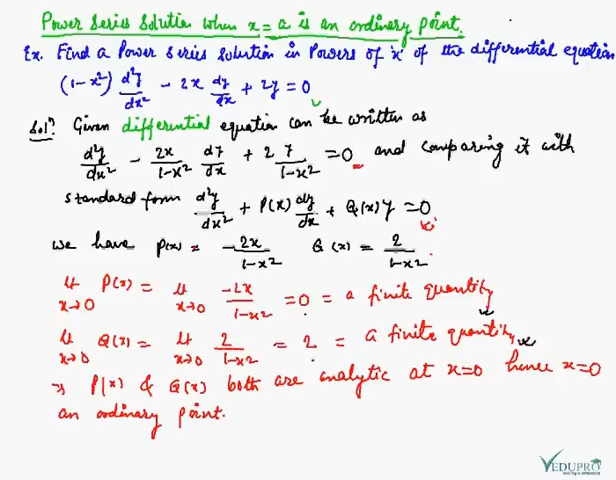 Power Series Solution when x = a is an ordinary point.
Ex. Find a Power Series Solution in Powers of 'x' of the differential equation
(1-x²) d²y/dx² - 2x dy/dx + 2y = 0
Solⁿ. Given differential equation can be written as
d²y/dx² - 2x/1-x² dy/dx + 2 y/1-x² = 0 and comparing it with
standard form d²y/dx² + P(x) dy/dx + Q(x) y = 0
we have P(x) = -2x/1-x² Q(x) = 2/1-x².
lt x→0 P(x) = lt x→0 -2x/1-x² = 0 = a finite quantity
lt x→0 Q(x) = lt x→0 2/1-x² = 2 = a finite quantity
⇒ P(x) & Q(x) both are analytic at x=0 hence x=0
an ordinary point.
VEDUPRO